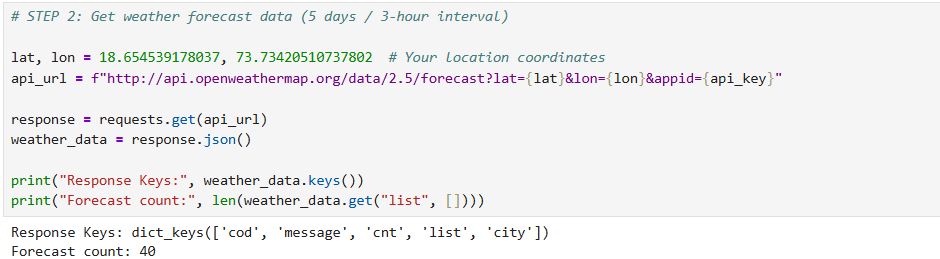 # STEP 2: Get weather forecast data (5 days / 3-hour interval)
lat, lon = 18.654539178037, 73.73420510737802  # Your location coordinates
api_url = f"http://api.openweathermap.org/data/2.5/forecast?lat={lat}&lon={lon}&appid={api_key}"
response = requests.get(api_url)
weather_data = response.json()
print("Response Keys:", weather_data.keys())
print("Forecast count:", len(weather_data.get("list", [])))
Response Keys: dict_keys(['cod', 'message', 'cnt', 'list', 'city'])
Forecast count: 40